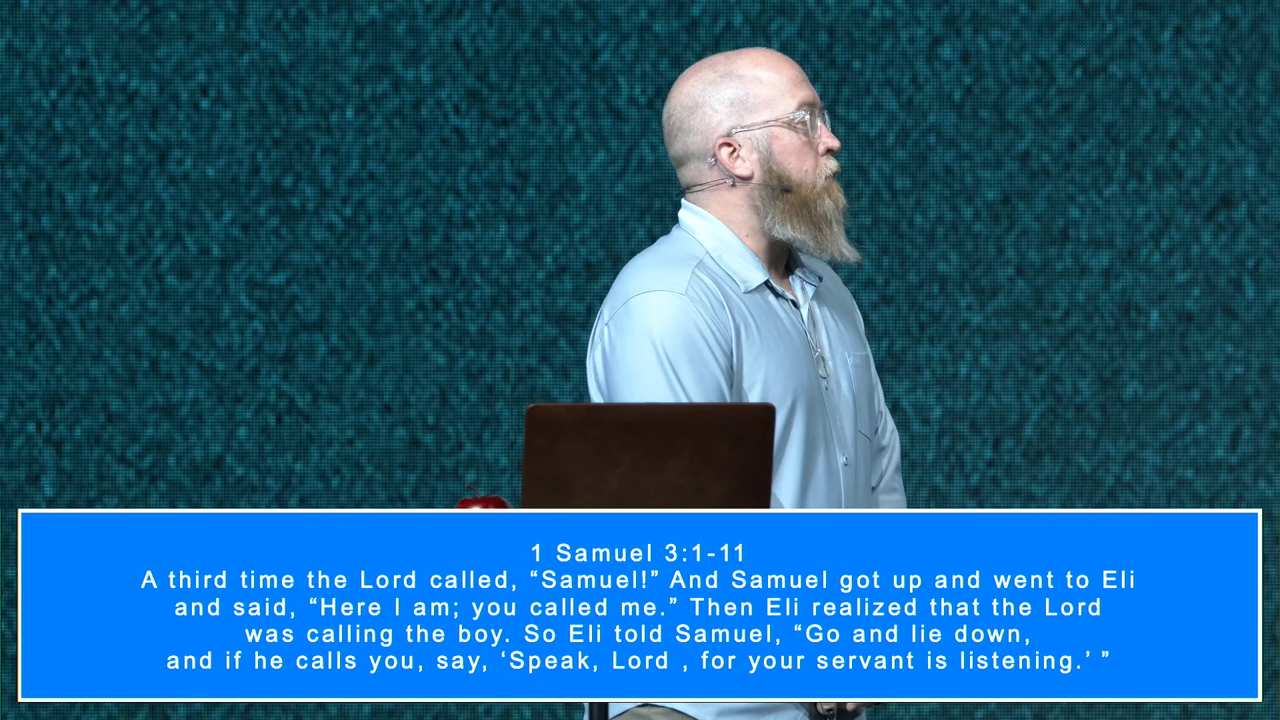 1 Samuel 3:1-11
A third time the Lord called, “Samuel!” And Samuel got up and went to Eli
and said, “Here I am; you called me.” Then Eli realized that the Lord
was calling the boy. So Eli told Samuel, “Go and lie down,
and if he calls you, say, ‘Speak, Lord , for your servant is listening.’ ”